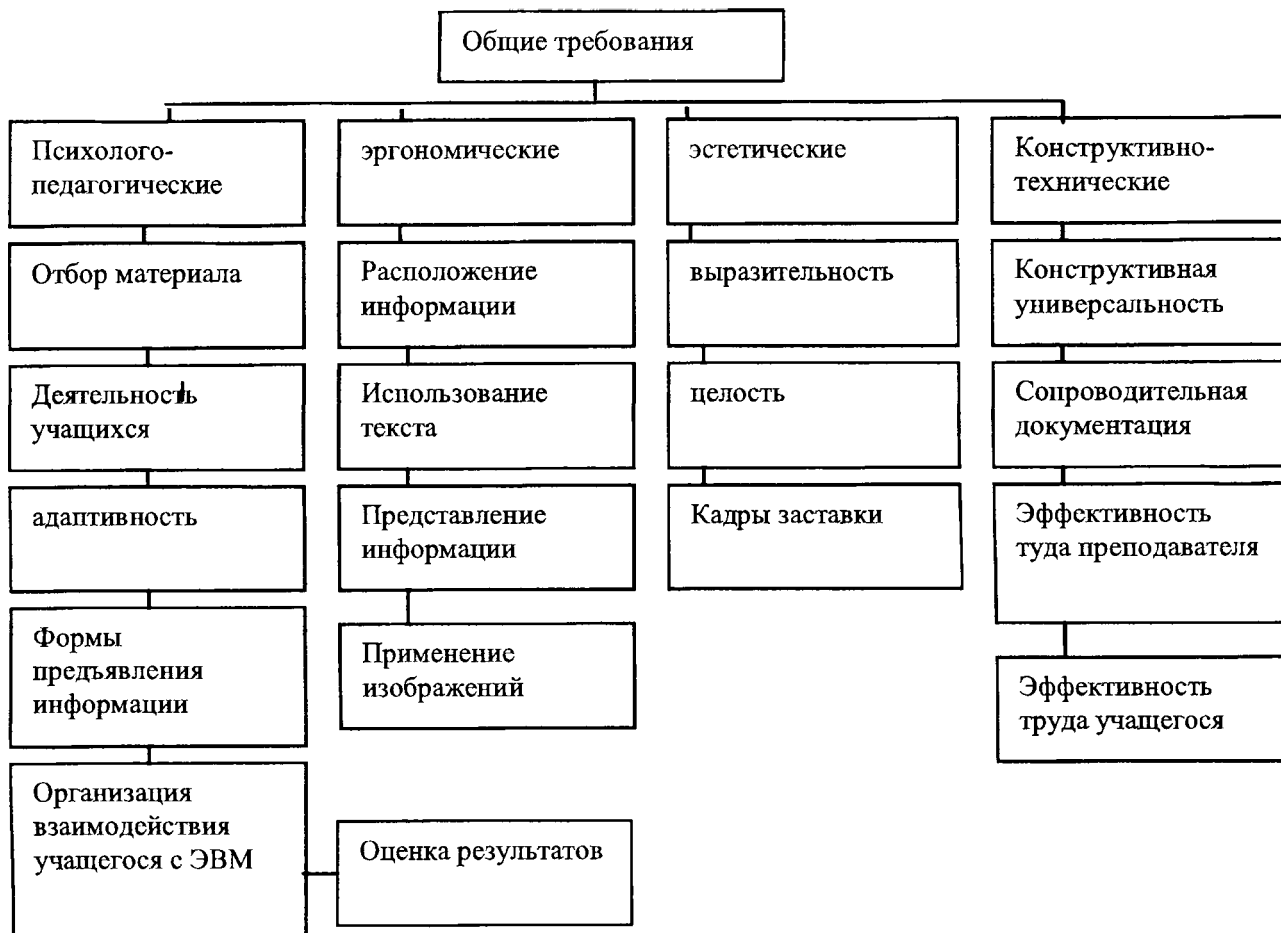 Общие требования
Психолого-
педагогические
эргономические
эстетические
Конструктивно-
технические
Отбор материала
Расположение
информации
выразительность
Конструктивная
универсальность
Деятельность
учащихся
Использование
текста
целость
Сопроводительная
документация
адаптивность
Представление
информации
Кадры заставки
Эффективность
туда преподавателя
Формы
предъявления
информации
Применение
изображений
Эффективность
труда учащегося
Организация
взаимодействия
учащегося с ЭВМ
Оценка результатов